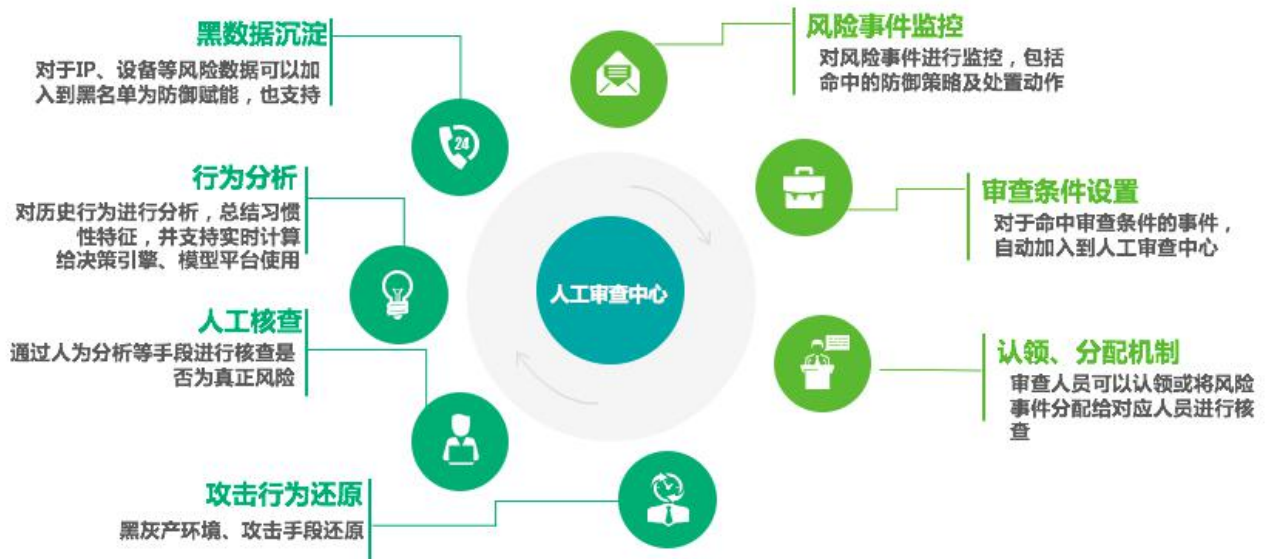 黑数据沉淀
对于IP、设备等风险数据可以加
入到黑名单为防御赋能，也支持
24
行为分析
对历史行为进行分析，总结习惯
性特征，并支持实时计算
给决策引擎、模型平台使用
人工核查
通过人为分析等手段进行核查是
否为真正风险
攻击行为还原
黑灰产环境、攻击手段还原
人工审查中心
风险事件监控
对风险事件进行监控，包括
命中的防御策略及处置动作
审查条件设置
对于命中审查条件的事件，
自动加入到人工审查中心
认领、分配机制
审查人员可以认领或将风险
事件分配给对应人员进行核
查